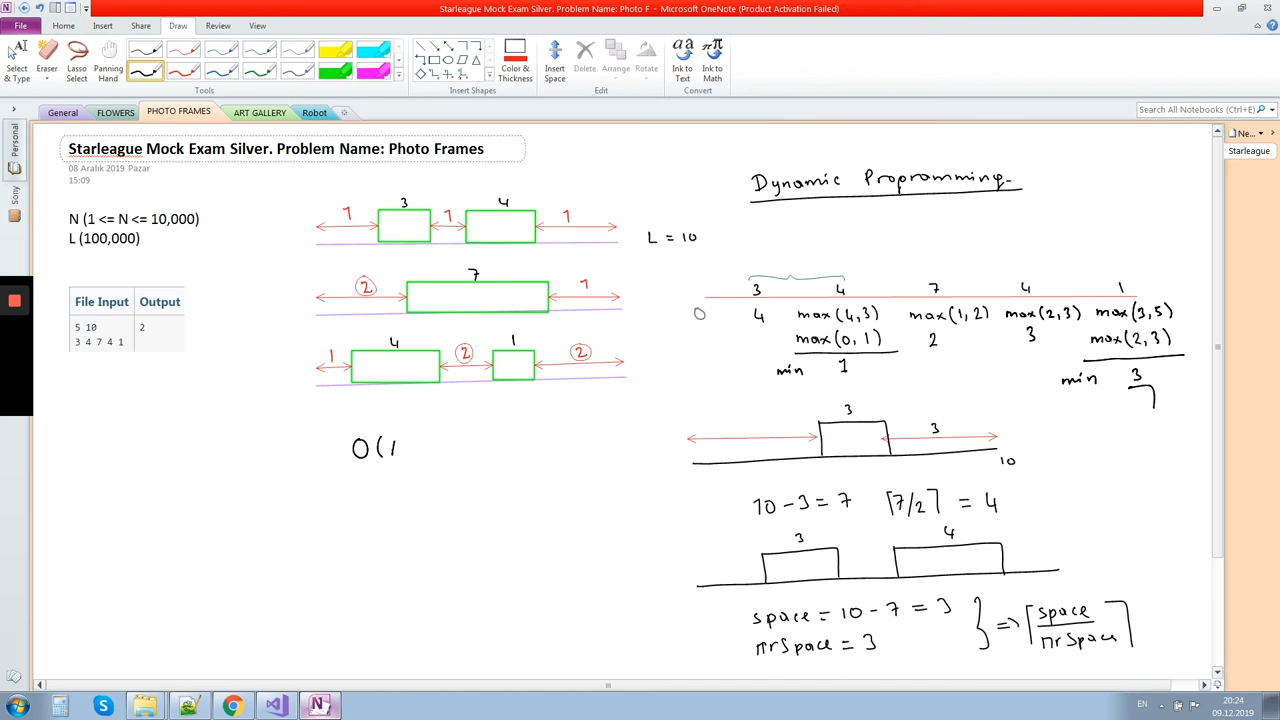 Starleague Mock Exam Silver. Problem Name: Photo F - Microsoft OneNote (Product Activation Failed)
File Home Insert Share Draw Review View
Select & Type
Eraser
Lasso Select
Panning Hand
Color & Thickness
Insert Space
Delete
Arrange
Rotate
Ink to Text
Ink to Math
Tools Insert Shapes Edit Convert
General FLOWERS PHOTO FRAMES ART GALLERY Robot
Search All Notebooks (Ctrl+E)
Ne...
Starleague
Personal
Sony
Starleague Mock Exam Silver. Problem Name: Photo Frames
08 Aralık 2019 Pazar
15:09
N (1 <= N <= 10,000)
L (100,000)
File Input Output
5 10 2
3 4 7 4 1
3 4
1 1 1
L = 10
7
2 1
4 1
1 2 2
O(1
Dynamic Programming
3 4 7 4 1
0 4 max(4,3) max(1,2) max(2,3) max(3,5)
max(0,1) 2 3 max(2,3)
min 1 min 3
3
3
10
10 - 3 = 7 ⌈7/2⌉ = 4
3 4
space = 10 - 7 = 3
nrSpace = 3
} => ⌈space / nrSpace⌉
EN
20:24
09.12.2019